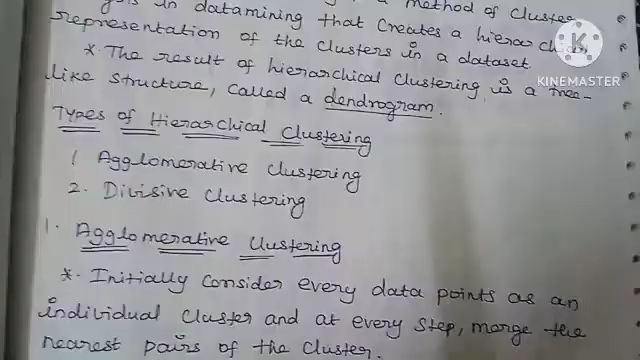 in datamining that creates a hierarchical
representation of the clusters in a dataset
* The result of hierarchical clustering is a tree-
like structure, called a dendrogram.
Types of Hierarchical Clustering
1 Agglomerative clustering
2. Divisive clustering
1. Agglomerative Clustering
*. Initially consider every data points as an
individual cluster and at every step, merge the
nearest pairs of the cluster.
a method of cluster
KINEMASTER